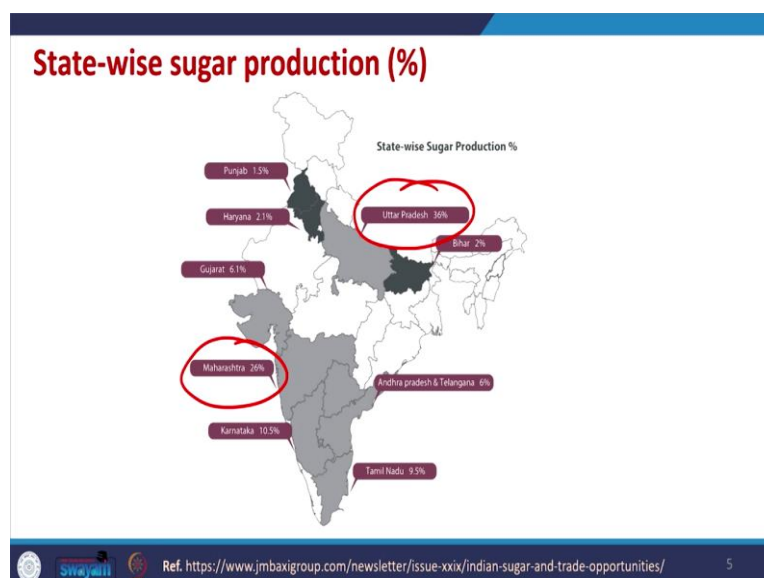 State-wise sugar production (%)
State-wise Sugar Production %
Punjab 1.5%
Uttar Pradesh 36%
Haryana 2.1%
Bihar 2%
Gujarat 6.1%
Maharashtra 26%
Andhra pradesh & Telangana 6%
Karnataka 10.5%
Tamil Nadu 9.5%
swayam
Ref. https://www.jmbaxigroup.com/newsletter/issue-xxix/indian-sugar-and-trade-opportunities/
5